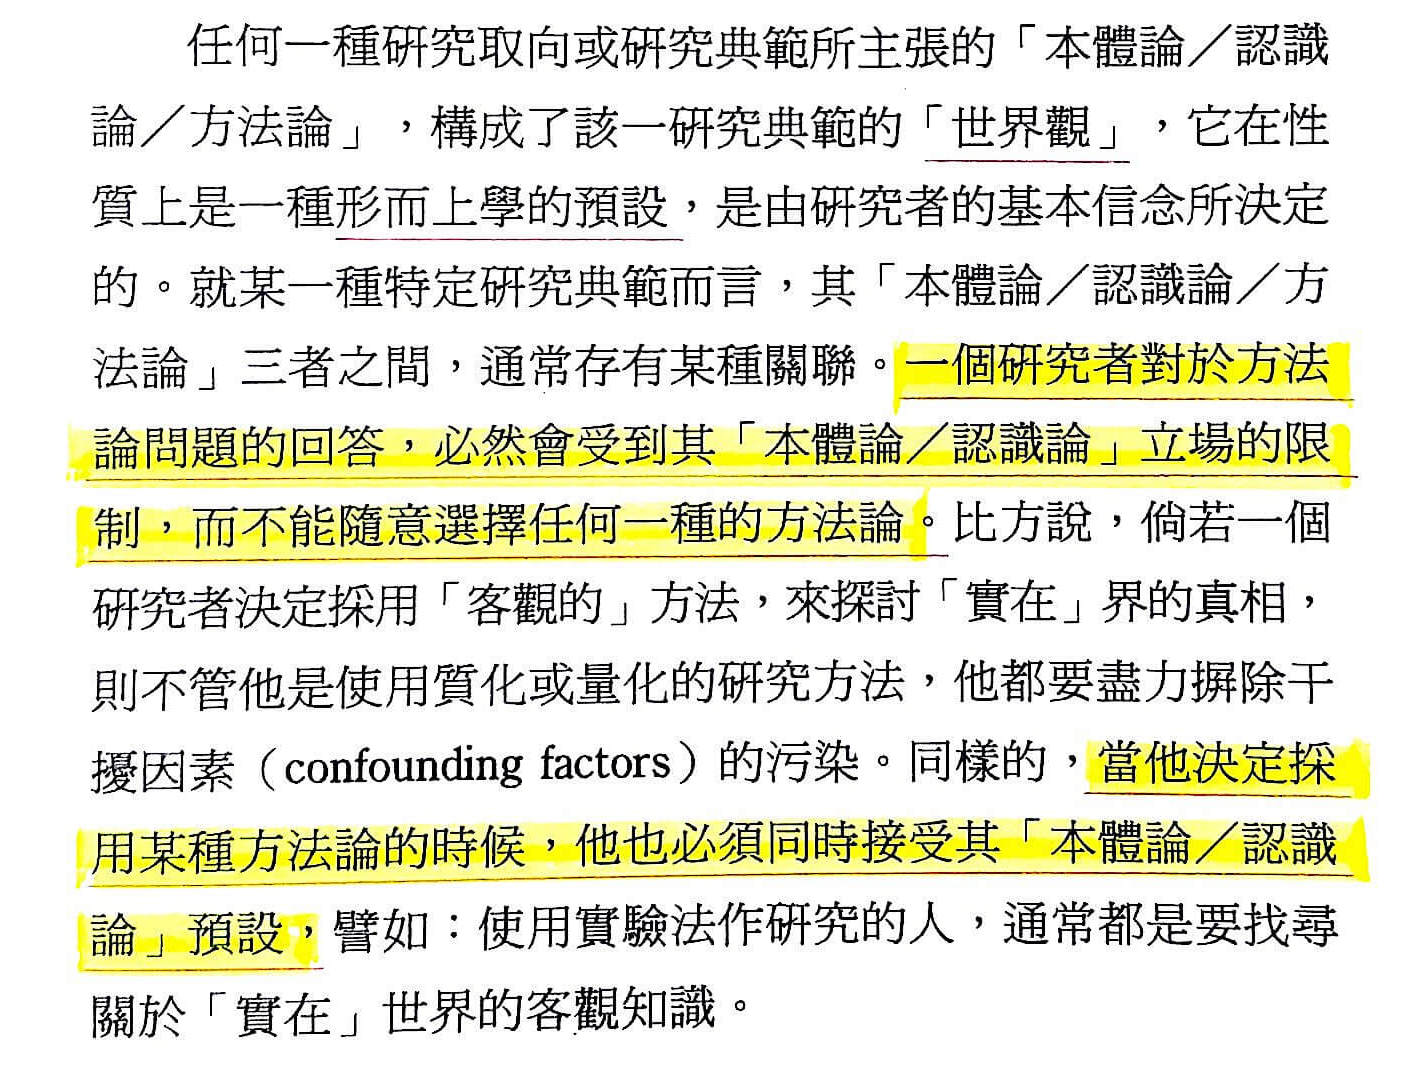 任何一種研究取向或研究典範所主張的「本體論／認識
論／方法論」，構成了該一研究典範的「世界觀」，它在性
質上是一種形而上學的預設，是由研究者的基本信念所決定
的。就某一種特定研究典範而言，其「本體論／認識論／方
法論」三者之間，通常存有某種關聯。一個研究者對於方法
論問題的回答，必然會受到其「本體論／認識論」立場的限
制，而不能隨意選擇任何一種的方法論。比方說，倘若一個
研究者決定採用「客觀的」方法，來探討「實在」界的真相，
則不管他是使用質化或量化的研究方法，他都要盡力摒除干
擾因素（confounding factors）的污染。同樣的，當他決定採
用某種方法論的時候，他也必須同時接受其「本體論／認識
論」預設，譬如：使用實驗法作研究的人，通常都是要找尋
關於「實在」世界的客觀知識。